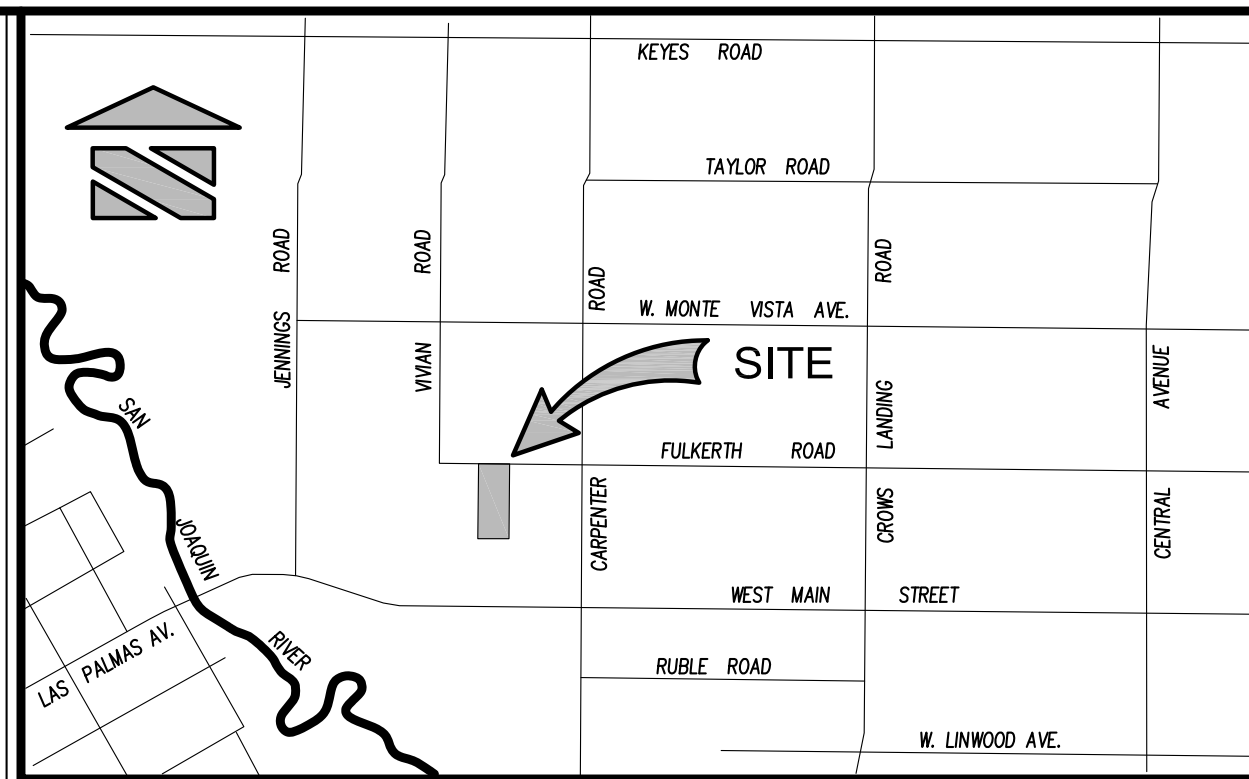 KEYES ROAD
TAYLOR ROAD
JENNINGS ROAD
VIVIAN ROAD
CARPENTER ROAD
CROWS LANDING ROAD
CENTRAL AVENUE
W. MONTE VISTA AVE.
SITE
FULKERTH ROAD
SAN JOAQUIN RIVER
WEST MAIN STREET
LAS PALMAS AV.
RUBLE ROAD
W. LINWOOD AVE.